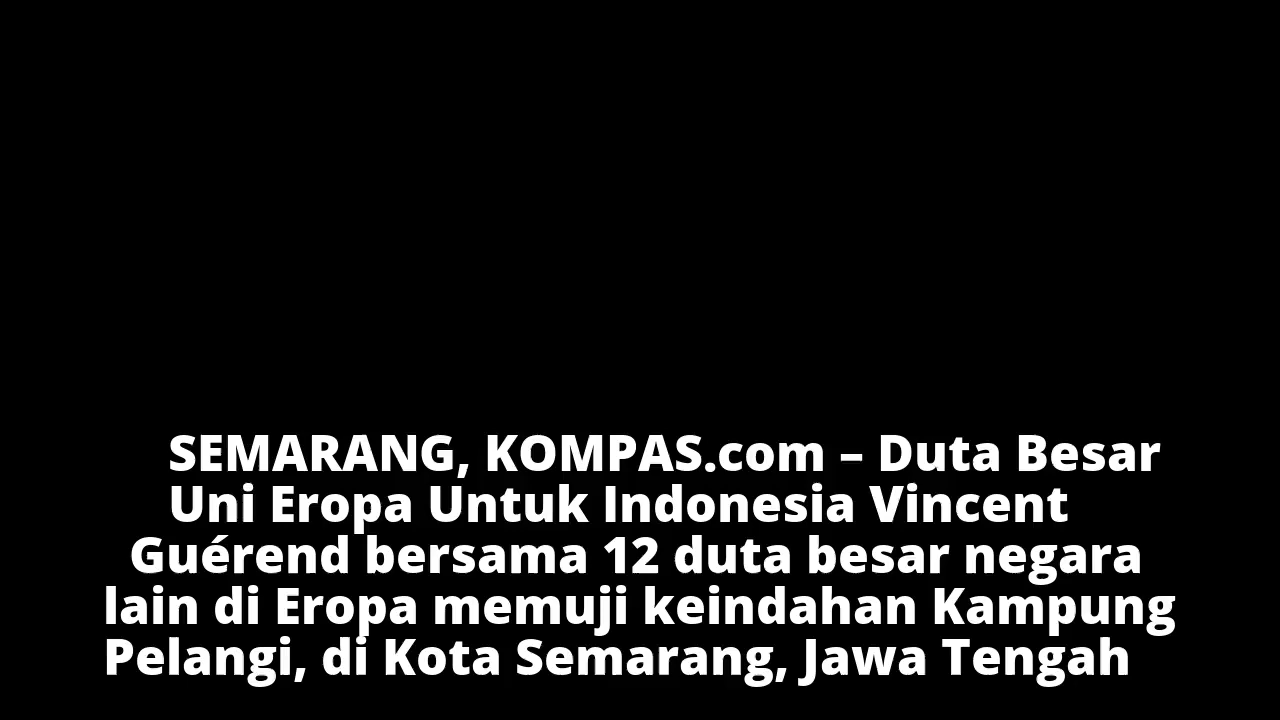 SEMARANG, KOMPAS.com – Duta Besar
Uni Eropa Untuk Indonesia Vincent
Guérend bersama 12 duta besar negara
lain di Eropa memuji keindahan Kampung
Pelangi, di Kota Semarang, Jawa Tengah